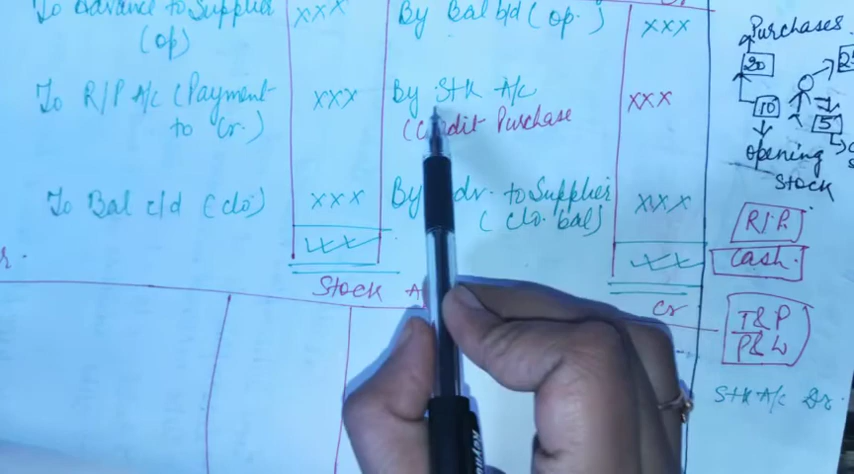 To Advance to Supplier xxx By Bal b/d (op.) xxx
(op)
To R/P A/c (Payment xxx By Stk A/c xxx
to Cr.) (Credit Purchase
To Bal c/d (clo) xxx By Adv. to Supplier xxx
(clo. bal)
Stock
Cr
Purchases
20
10
15
opening
Stock
R/P.
Cash.
T&P
P&L
Stk A/c Dr.